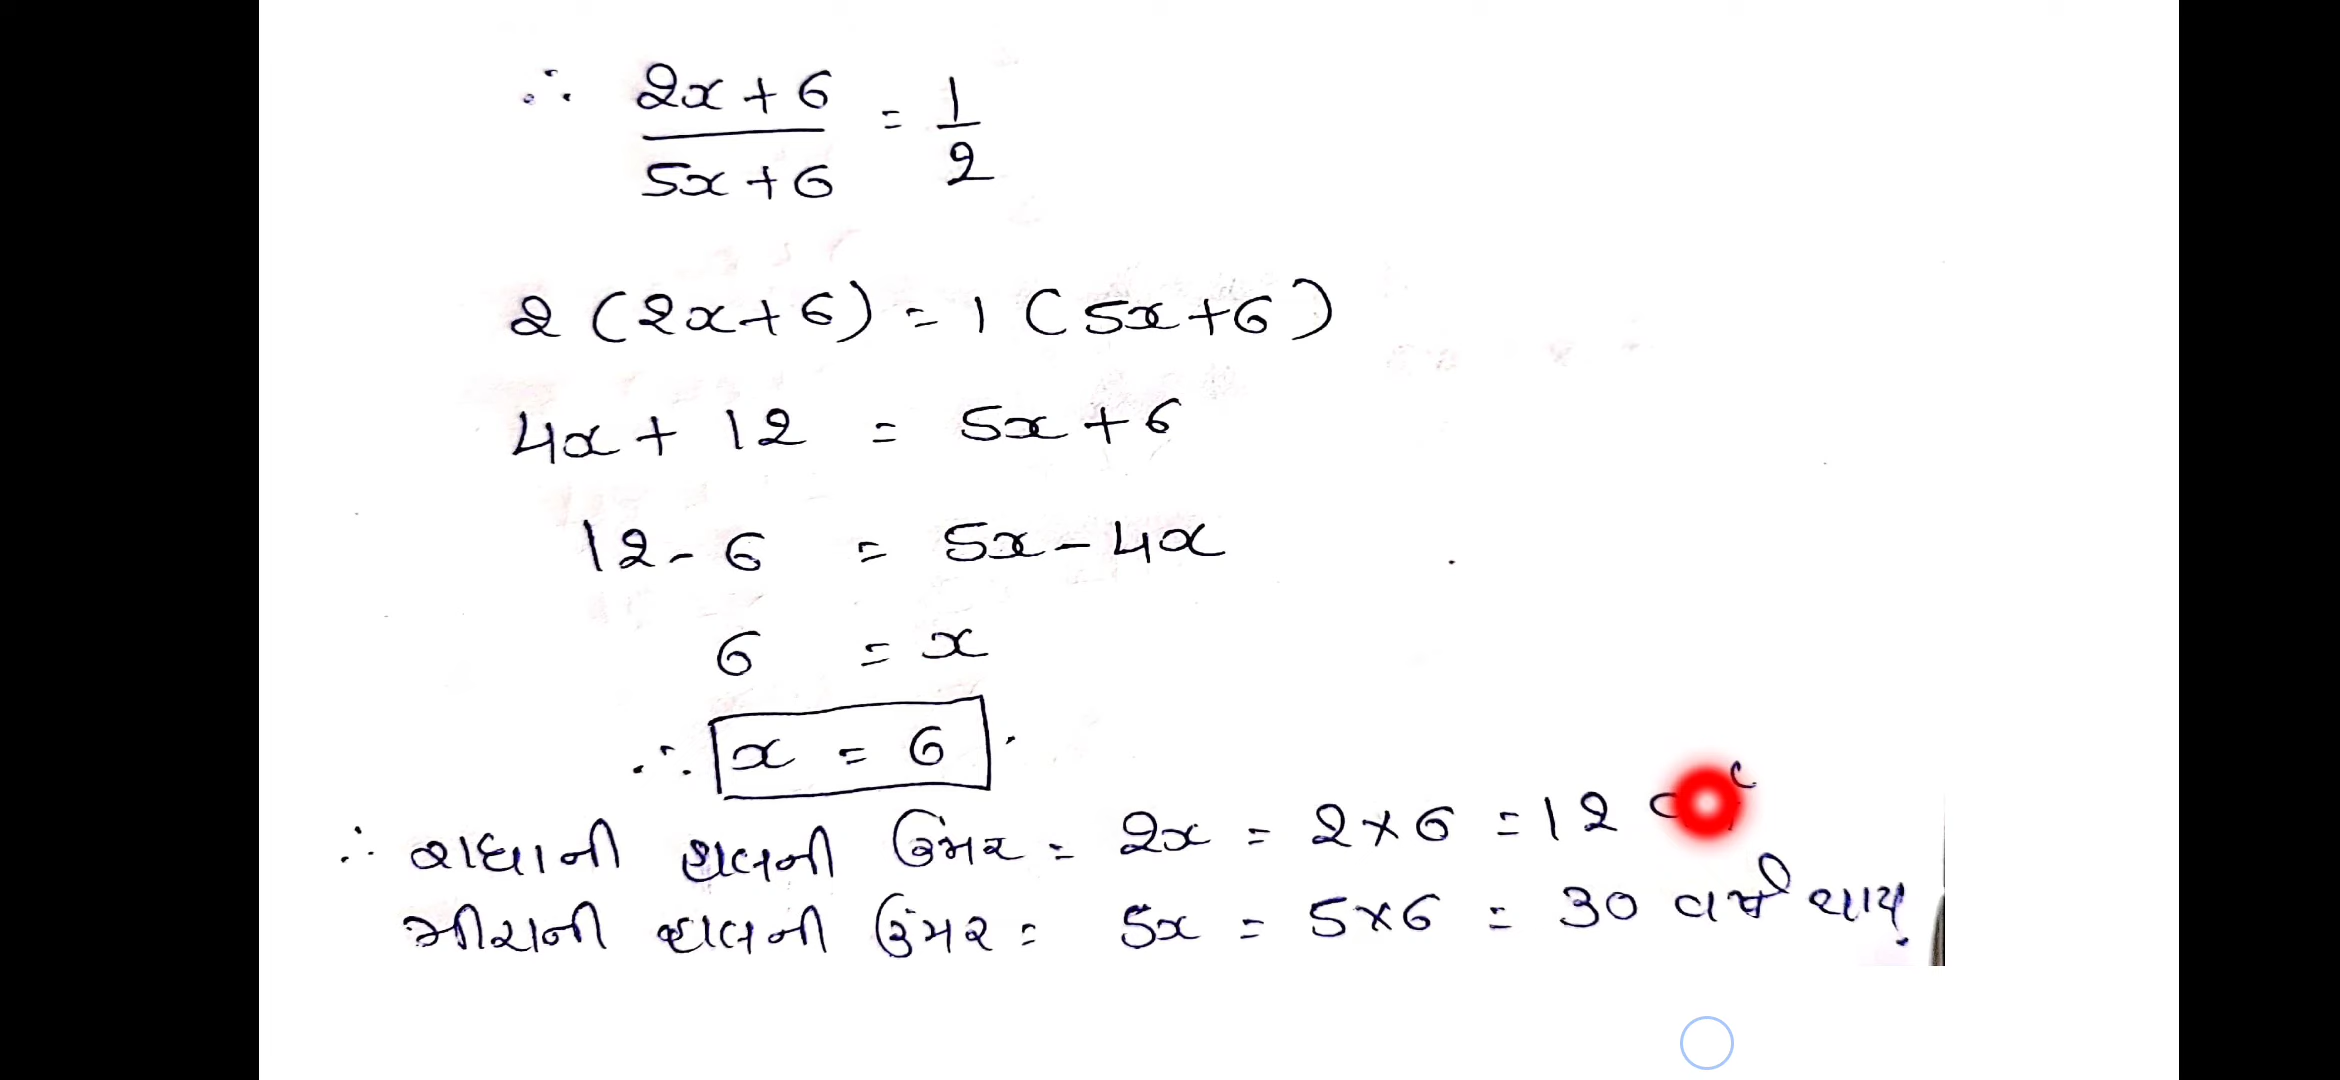 ∴ 2x + 6 / 5x + 6 = 1 / 2
2 (2x + 6) = 1 (5x + 6)
4x + 12 = 5x + 6
12 - 6 = 5x - 4x
6 = x
∴ x = 6
∴ રાધાની હાલની ઉંમર = 2x = 2 × 6 = 12
મીરાની હાલની ઉંમર = 5x = 5 × 6 = 30 વર્ષ થાય.